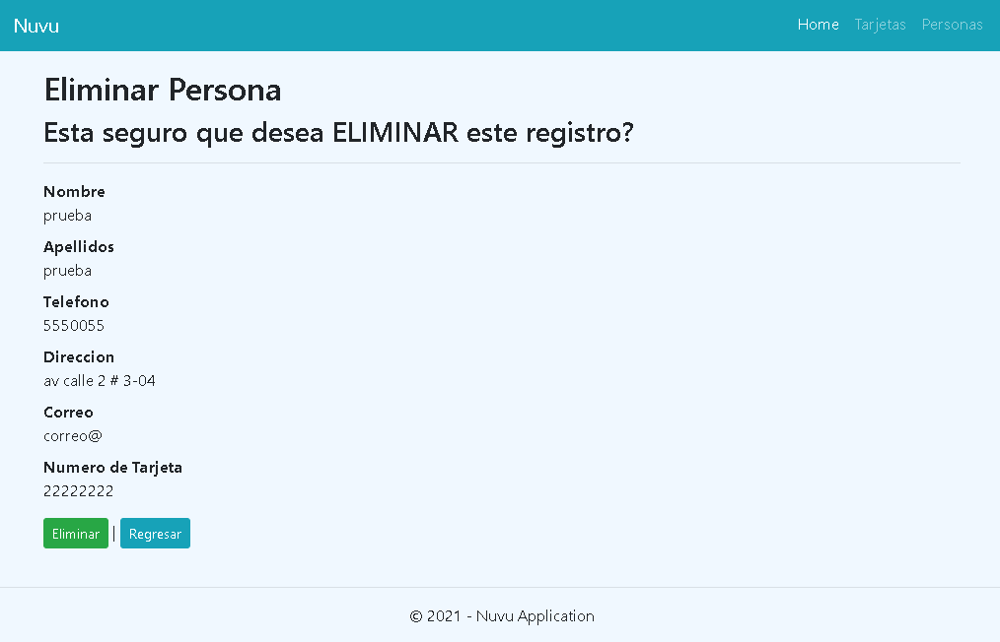 Nuvu
Home Tarjetas Personas
Eliminar Persona
Esta seguro que desea ELIMINAR este registro?
Nombre
prueba
Apellidos
prueba
Telefono
5550055
Direccion
av calle 2 # 3-04
Correo
correo@
Numero de Tarjeta
22222222
Eliminar | Regresar
© 2021 - Nuvu Application